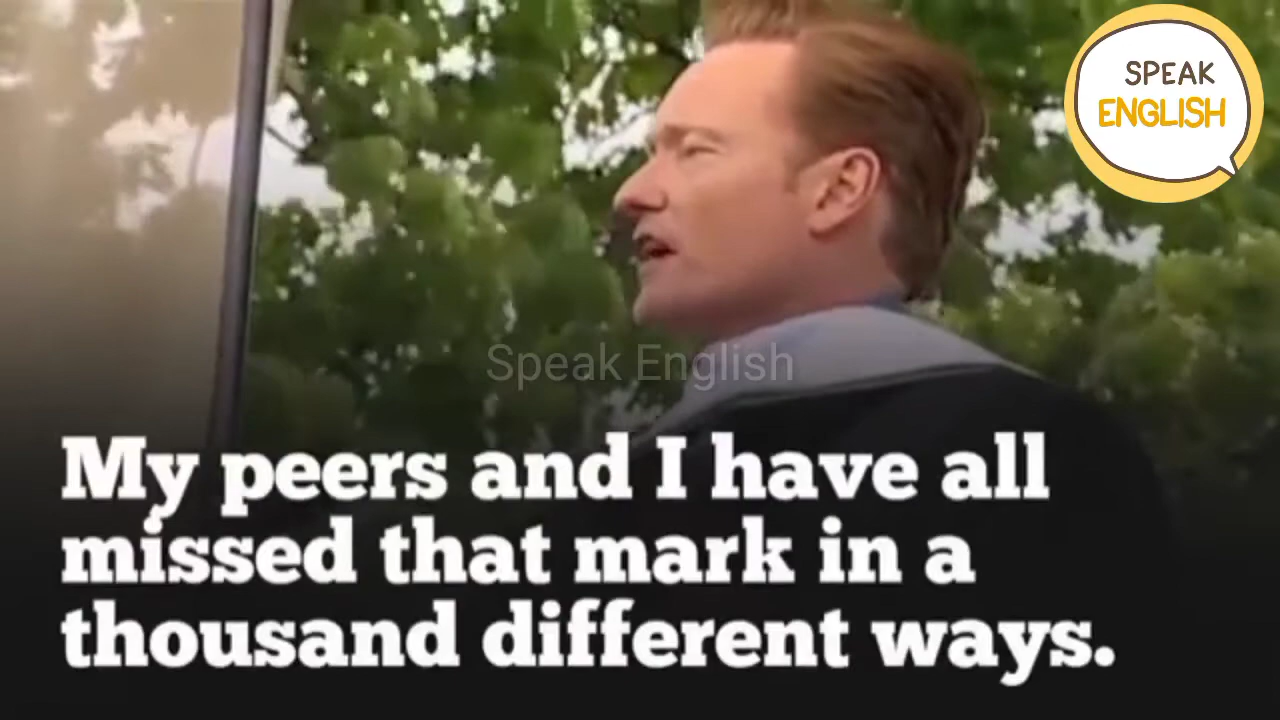 SPEAK
ENGLISH
Speak English
My peers and I have all
missed that mark in a
thousand different ways.